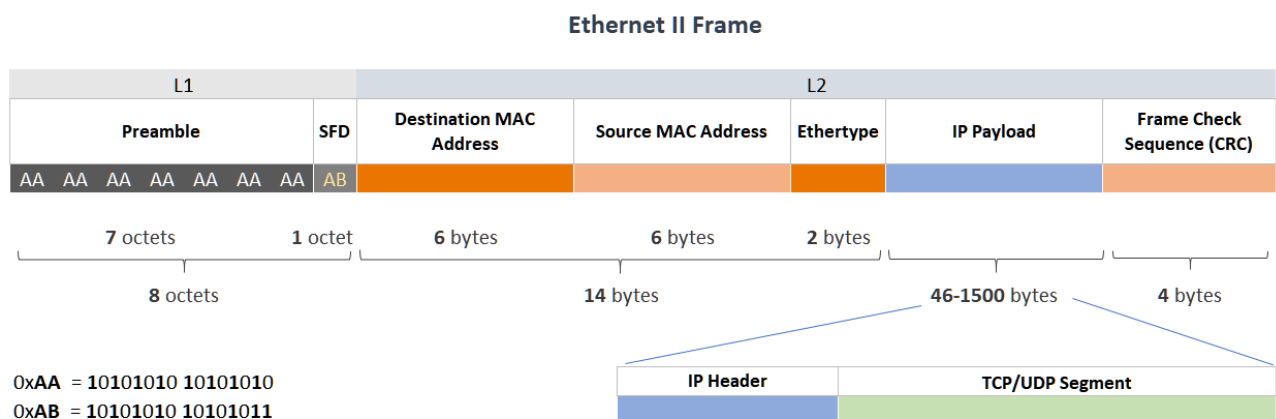 Ethernet II Frame
L1 L2
Preamble SFD Destination MAC Address Source MAC Address Ethertype IP Payload Frame Check Sequence (CRC)
AA AA AA AA AA AA AA AB
7 octets 1 octet 6 bytes 6 bytes 2 bytes
8 octets 14 bytes 46-1500 bytes 4 bytes
IP Header TCP/UDP Segment
0xAA = 10101010 10101010
0xAB = 10101010 10101011